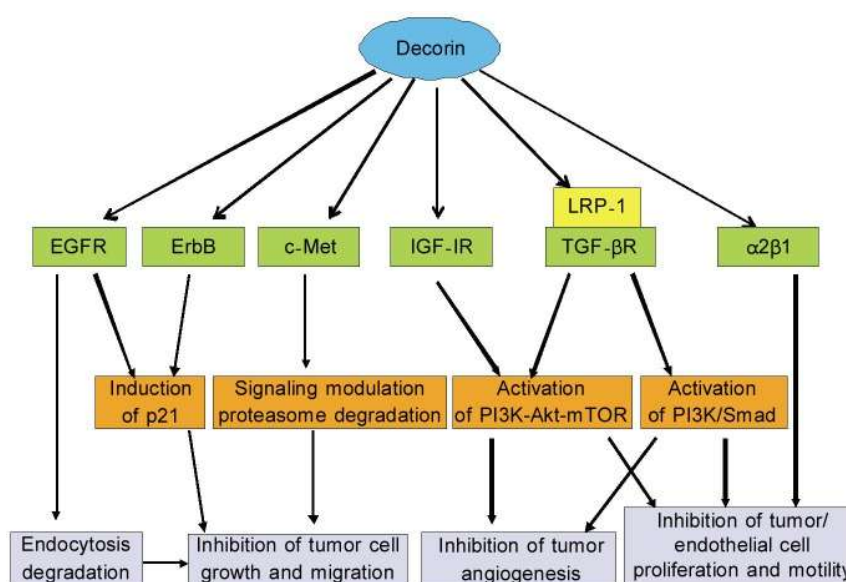 Decorin
LRP-1
EGFR
ErbB
c-Met
IGF-IR
TGF-βR
α2β1
Induction
of p21
Signaling modulation
proteasome degradation
Activation
of PI3K-Akt-mTOR
Activation
of PI3K/Smad
Endocytosis
degradation
Inhibition of tumor cell
growth and migration
Inhibition of tumor
angiogenesis
Inhibition of tumor/
endothelial cell
proliferation and motility